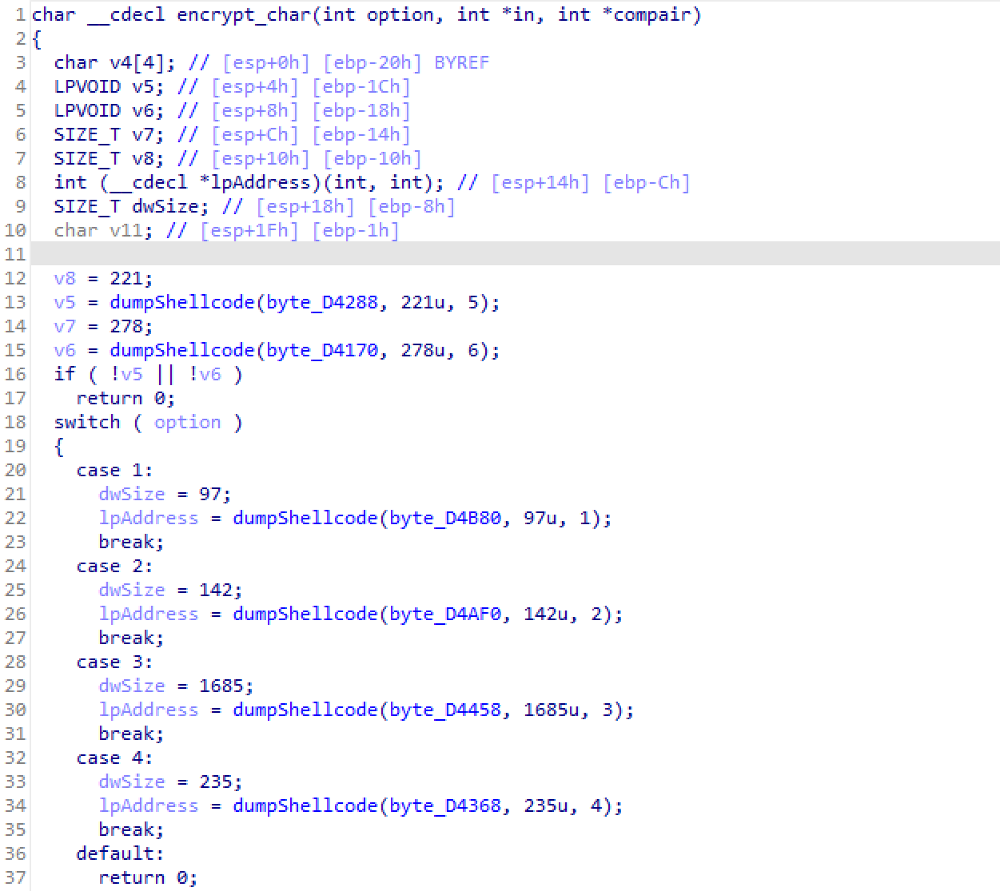 1 char __cdecl encrypt_char(int option, int *in, int *compair)
2 {
3   char v4[4]; // [esp+0h] [ebp-20h] BYREF
4   LPVOID v5; // [esp+4h] [ebp-1Ch]
5   LPVOID v6; // [esp+8h] [ebp-18h]
6   SIZE_T v7; // [esp+Ch] [ebp-14h]
7   SIZE_T v8; // [esp+10h] [ebp-10h]
8   int (__cdecl *lpAddress)(int, int); // [esp+14h] [ebp-Ch]
9   SIZE_T dwSize; // [esp+18h] [ebp-8h]
10   char v11; // [esp+1Fh] [ebp-1h]
11
12   v8 = 221;
13   v5 = dumpShellcode(byte_D4288, 221u, 5);
14   v7 = 278;
15   v6 = dumpShellcode(byte_D4170, 278u, 6);
16   if ( !v5 || !v6 )
17     return 0;
18   switch ( option )
19   {
20     case 1:
21       dwSize = 97;
22       lpAddress = dumpShellcode(byte_D4B80, 97u, 1);
23       break;
24     case 2:
25       dwSize = 142;
26       lpAddress = dumpShellcode(byte_D4AF0, 142u, 2);
27       break;
28     case 3:
29       dwSize = 1685;
30       lpAddress = dumpShellcode(byte_D4458, 1685u, 3);
31       break;
32     case 4:
33       dwSize = 235;
34       lpAddress = dumpShellcode(byte_D4368, 235u, 4);
35       break;
36     default:
37       return 0;